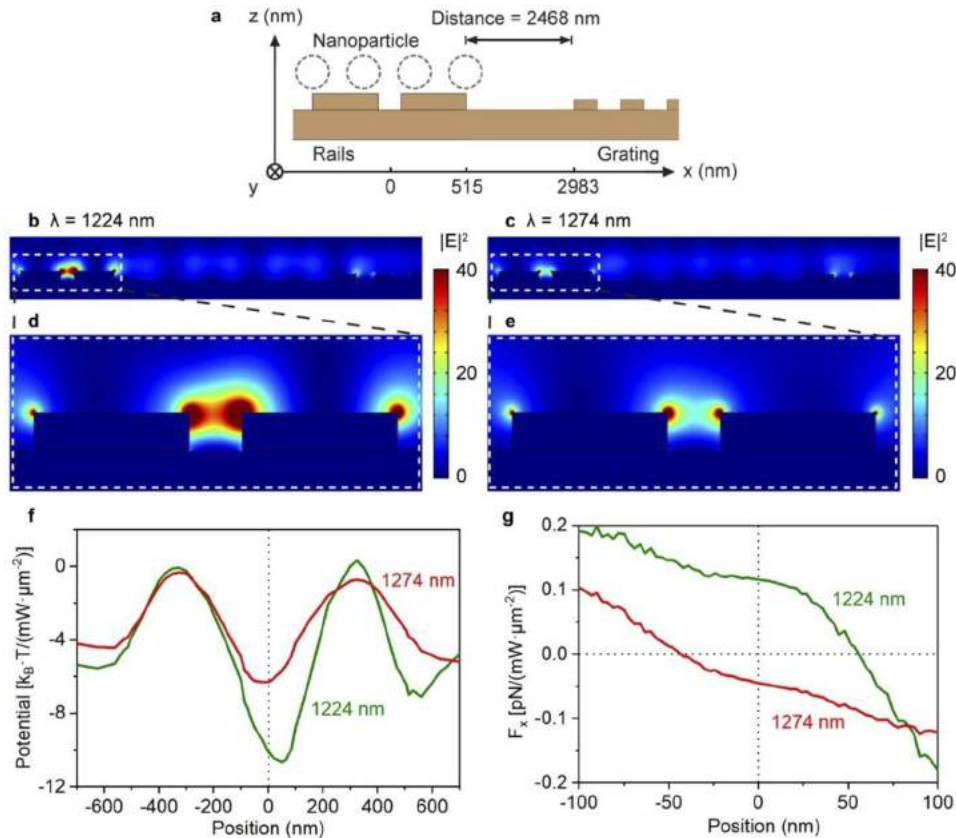 a z (nm) Distance = 2468 nm
Nanoparticle
Rails Grating
y 0 515 2983 x (nm)
b λ = 1224 nm |E|²
c λ = 1274 nm |E|²
40
20
0
40
20
0
d
e
f
Potential [k_B·T/(mW·μm⁻²)]
0
-4
-8
-12
1274 nm
1224 nm
-600 -400 -200 0 200 400 600
Position (nm)
g
F_x [pN/(mW·μm⁻²)]
0.2
0.1
0.0
-0.1
-0.2
1224 nm
1274 nm
-100 -50 0 50 100
Position (nm)